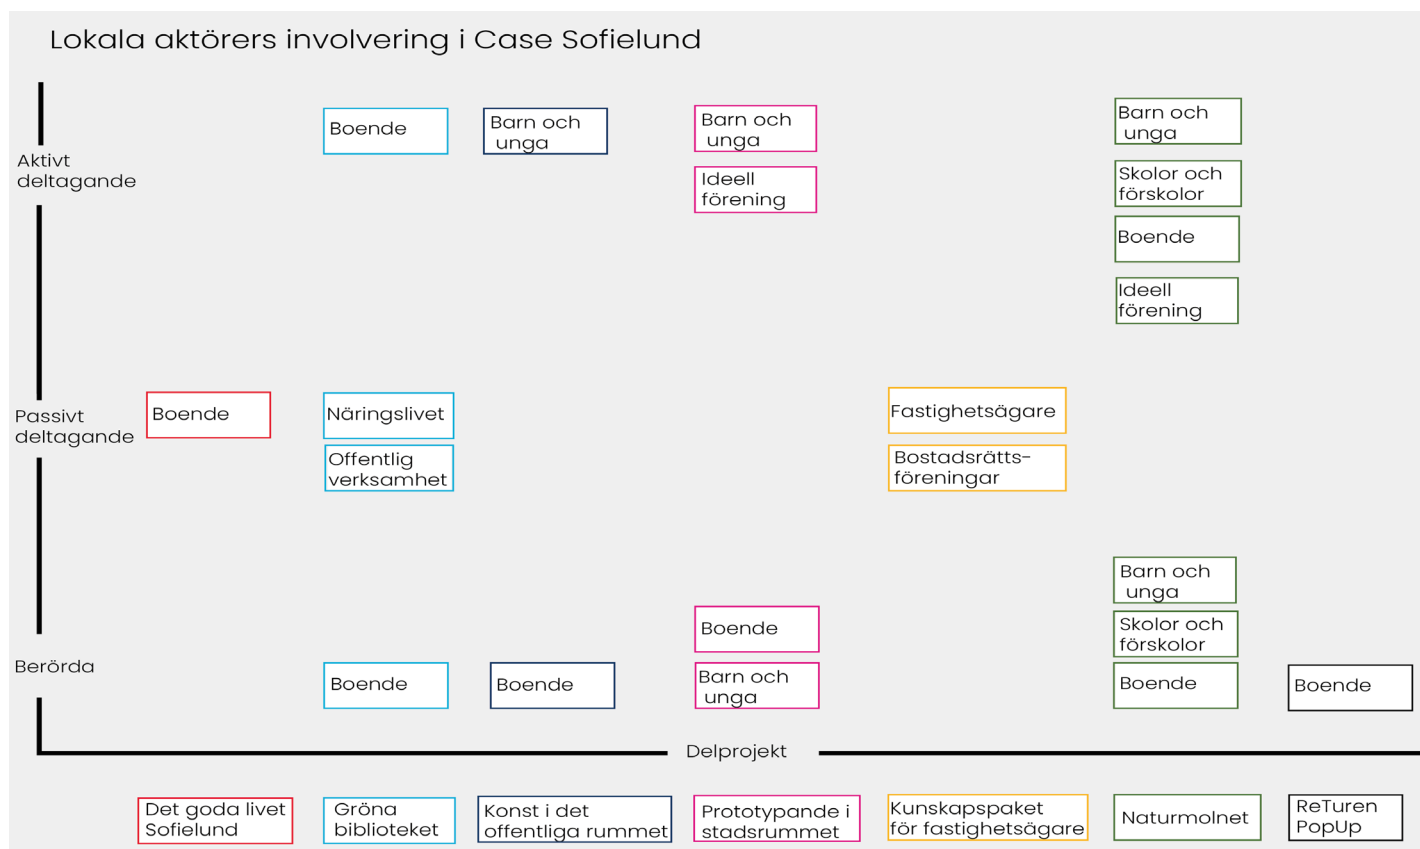 Lokala aktörers involvering i Case Sofielund
Aktivt
deltagande
Boende
Barn och
unga
Barn och
unga
Ideell
förening
Barn och
unga
Skolor och
förskolor
Boende
Ideell
förening
Passivt
deltagande
Boende
Näringslivet
Offentlig
verksamhet
Fastighetsägare
Bostadsrätts-
föreningar
Berörda
Boende
Boende
Boende
Barn och
unga
Barn och
unga
Skolor och
förskolor
Boende
Boende
Delprojekt
Det goda livet
Sofielund
Gröna
biblioteket
Konst i det
offentliga rummet
Prototypande i
stadsrummet
Kunskapspaket
för fastighetsägare
Naturmolnet
ReTuren
PopUp